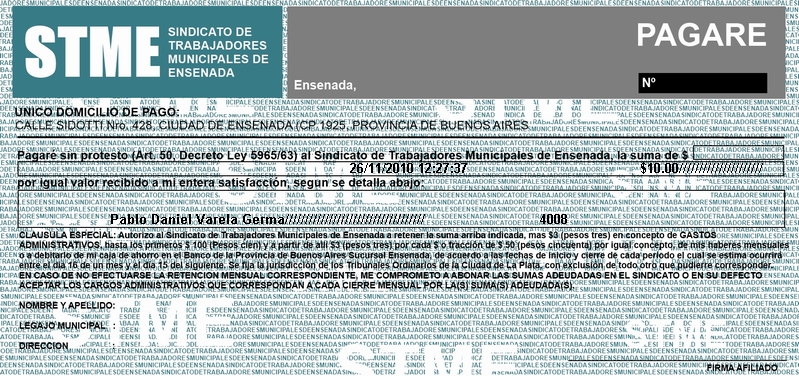 STME
SINDICATO DE
TRABAJADORES
MUNICIPALES DE
ENSENADA
PAGARE
Ensenada,
Nº
UNICO DOMICILIO DE PAGO:
CALLE SIDOTTI Nro. 428, CIUDAD DE ENSENADA (CP 1925, PROVINCIA DE BUENOS AIRES
Pagare sin protesto (Art. 50, Decreto Ley 5965/63) al Sindicato de Trabajadores Municipales de Ensenada, la suma de $
26/11/2010 12:27:37 $10.00//////////////////////
por igual valor recibido a mi entera satisfacción, segun se detalla abajo:
Pablo Daniel Varela Germa///////////////////////////////////// 4008
CLAUSULA ESPECIAL: Autorizo al Sindicato de Trabajadores Municipales de Ensenada a retener la suma arriba indicada, mas $3 (pesos tres) en concepto de GASTOS
ADMINISTRATIVOS, hasta los primeros $ 100 (Pesos cien) y a partir de alli $3 (pesos tres) por cada $ o fracción de $ 50 (pesos cincuenta) por igual concepto, de mis haberes mensuales
o a debitarlo de mi caja de ahorro en el Banco de la Provincia de Buenos Aires Sucursal Ensenada, de acuerdo a las fechas de inicio y cierre de cada período el cual se estima ocurrirá
entre el día 16 de un mes y el día 15 del siguiente. Se fija la jurisdicción de los Tribunales Ordinarios de la Ciudad de La Plata, con exclusión de todo otro que pudiere corresponder
EN CASO DE NO EFECTUARSE LA RETENCION MENSUAL CORRESPONDIENTE, ME COMPROMETO A ABONAR LAS SUMAS ADEUDADAS EN EL SINDICATO O EN SU DEFECTO
ACEPTAR LOS CARGOS ADMINISTRATIVOS QUE CORRESPONDAN A CADA CIERRE MENSUAL POR LA(S) SUMA(S) ADEUDADA(S)
NOMBRE Y APELLIDO:
LEGAJO MUNICIPAL :
DIRECCION :
FIRMA AFILIADO